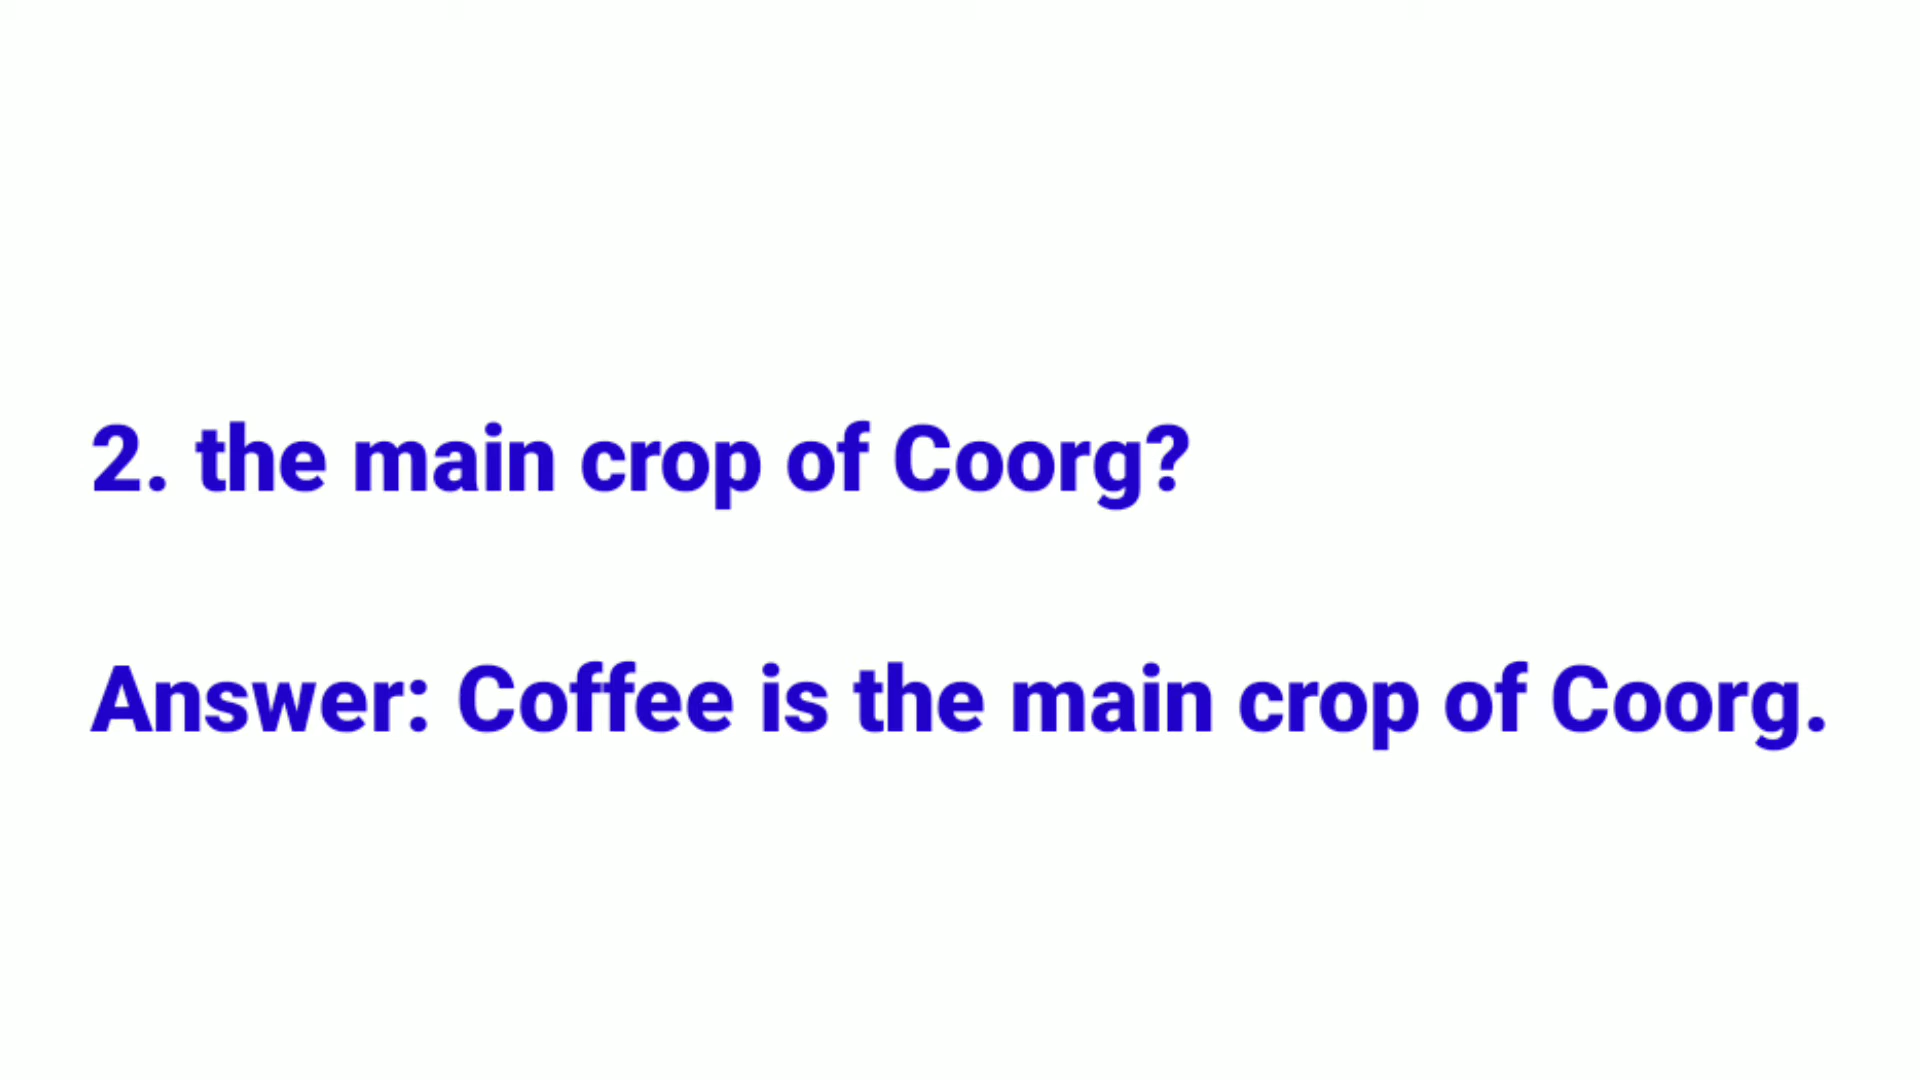 2. the main crop of Coorg?
Answer: Coffee is the main crop of Coorg.